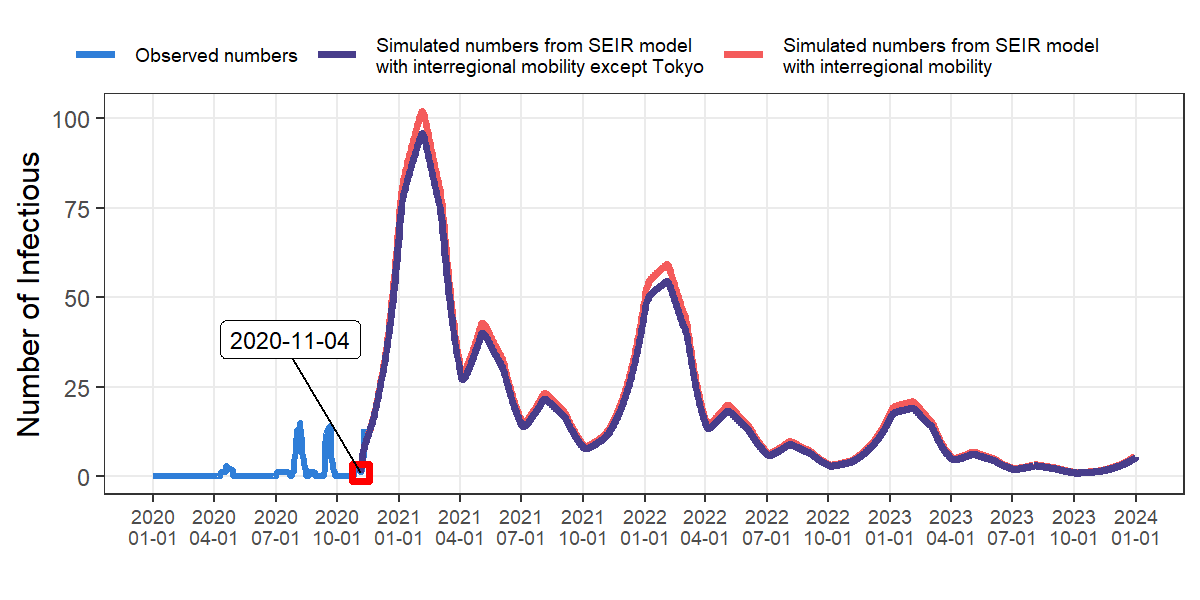 Observed numbers
Simulated numbers from SEIR model
with interregional mobility except Tokyo
Simulated numbers from SEIR model
with interregional mobility
Number of Infectious
100
75
50
25
0
2020-11-04
2020 2020 2020 2020 2021 2021 2021 2021 2022 2022 2022 2022 2023 2023 2023 2023 2024
01-01 04-01 07-01 10-01 01-01 04-01 07-01 10-01 01-01 04-01 07-01 10-01 01-01 04-01 07-01 10-01 01-01